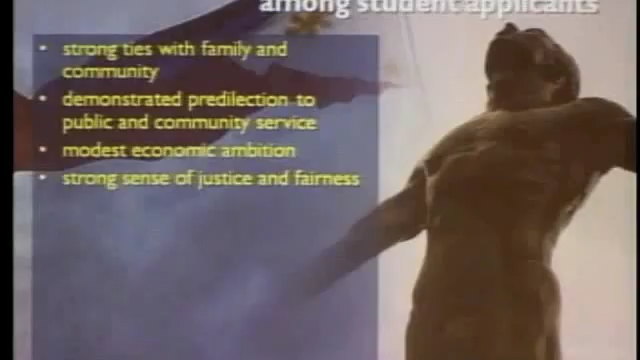 among student applicants
• strong ties with family and
community
• demonstrated predilection to
public and community service
• modest economic ambition
• strong sense of justice and fairness